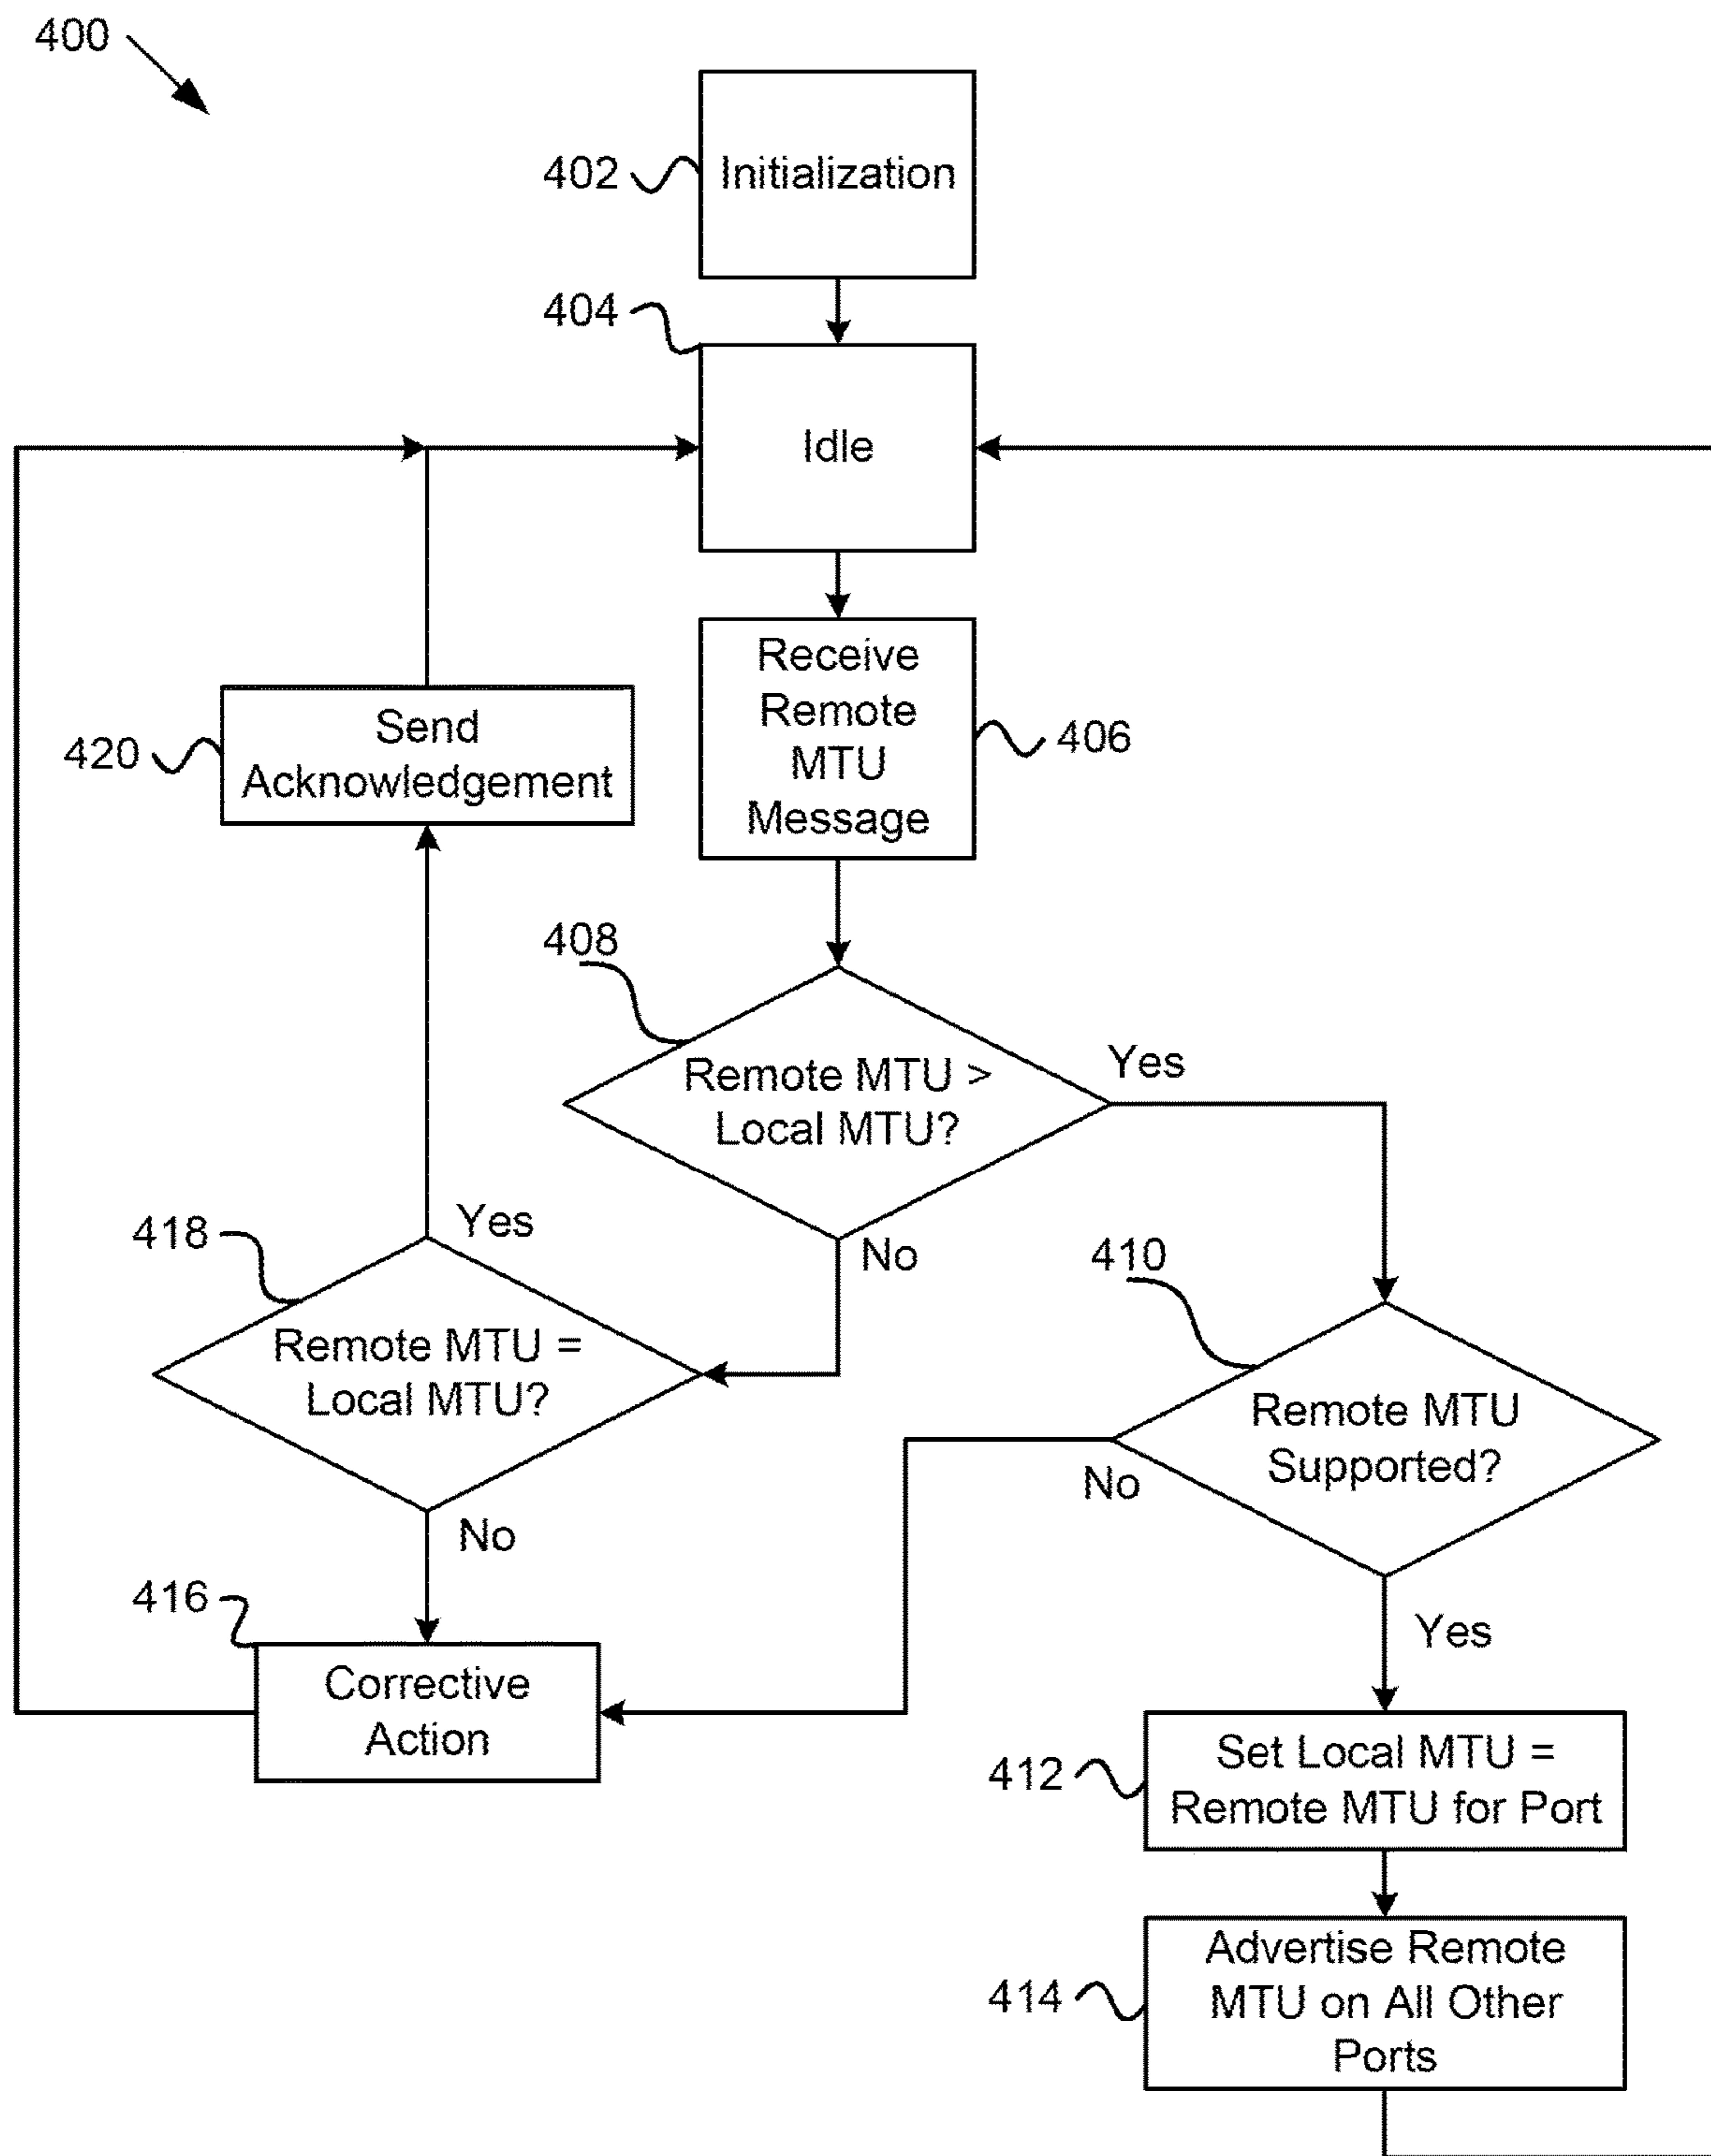 400
402
Initialization
404
Idle
Receive
Remote
MTU
Message
406
420
Send
Acknowledgement
408
Remote MTU >
Local MTU?
Yes
No
418
Yes
Remote MTU =
Local MTU?
No
410
Remote MTU
Supported?
No
Yes
416
Corrective
Action
412
Set Local MTU =
Remote MTU for Port
414
Advertise Remote
MTU on All Other
Ports